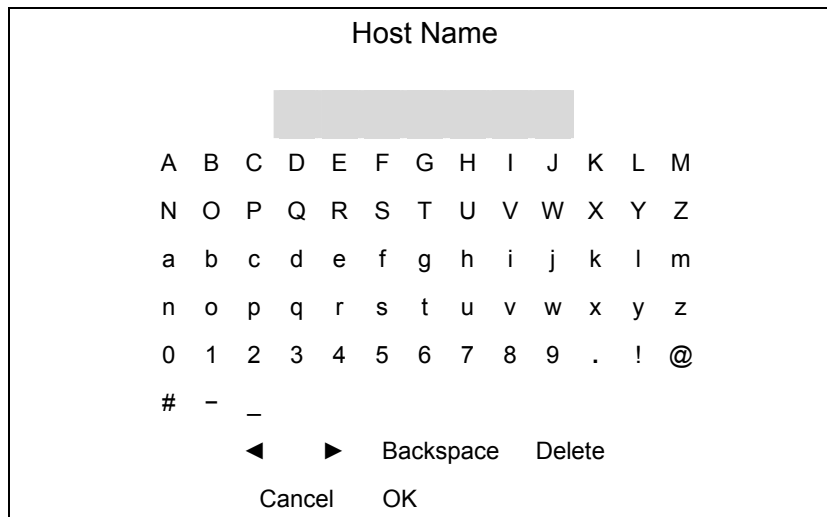 Host Name
A B C D E F G H I J K L M
N O P Q R S T U V W X Y Z
a b c d e f g h i j k l m
n o p q r s t u v w x y z
0 1 2 3 4 5 6 7 8 9 . ! @
# − _
◄ ► Backspace Delete
Cancel OK